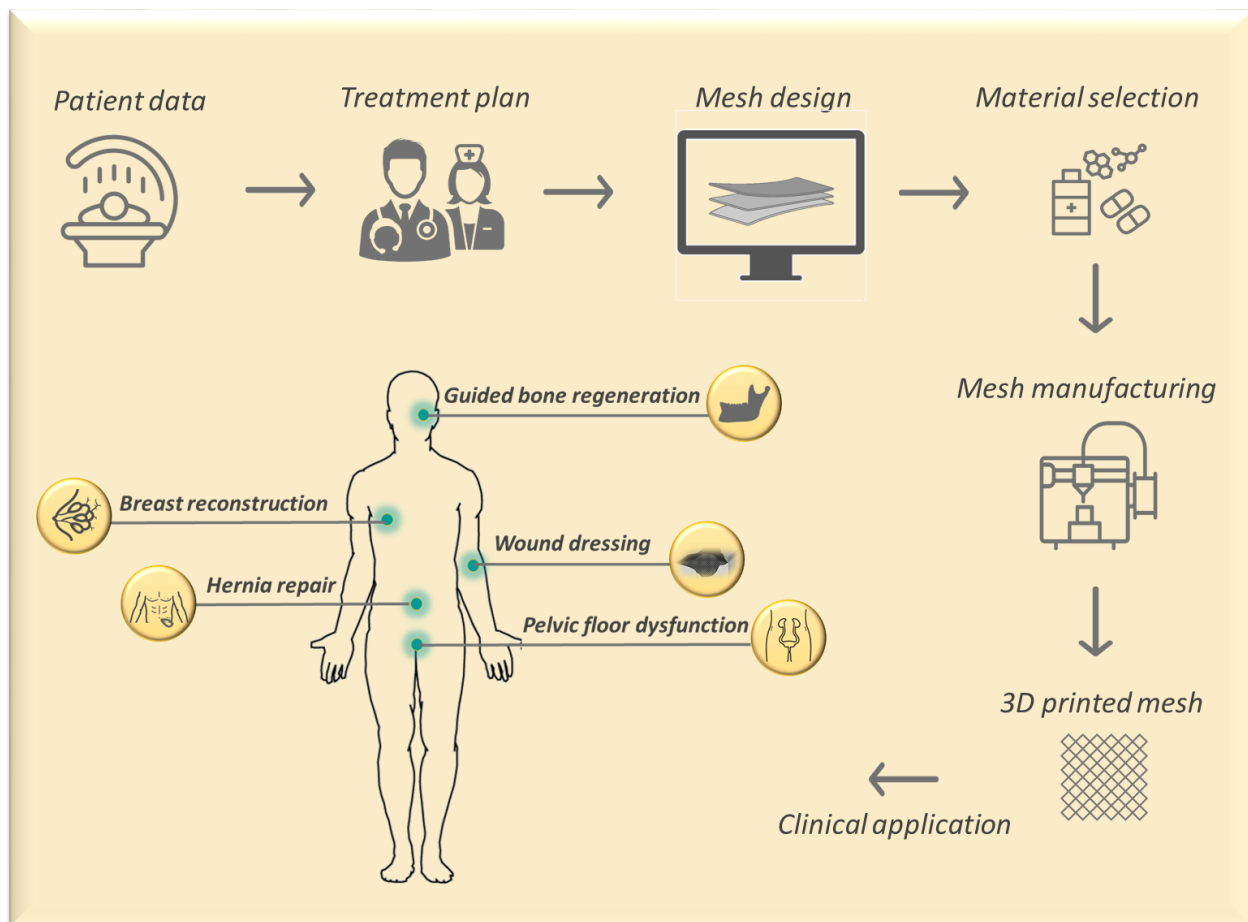 Patient data
Treatment plan
Mesh design
Material selection
Mesh manufacturing
Guided bone regeneration
Breast reconstruction
Wound dressing
Hernia repair
Pelvic floor dysfunction
3D printed mesh
Clinical application